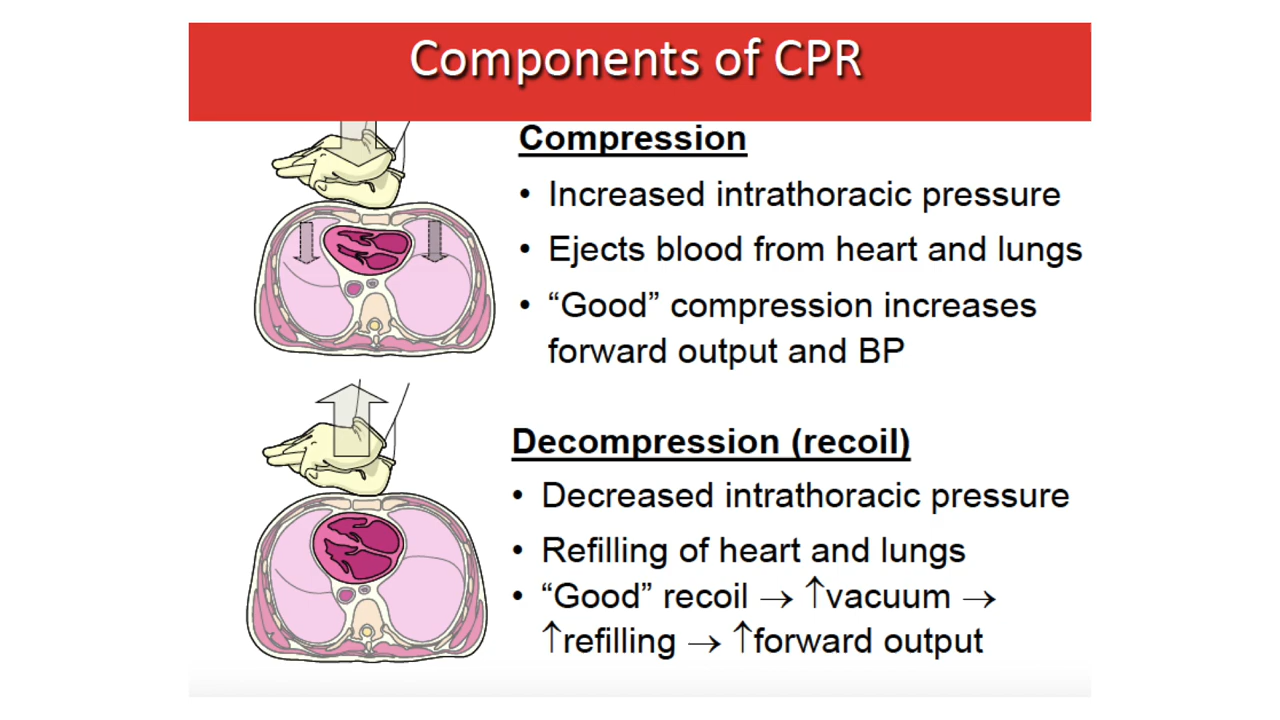 Components of CPR
Compression
• Increased intrathoracic pressure
• Ejects blood from heart and lungs
• “Good” compression increases
forward output and BP
Decompression (recoil)
• Decreased intrathoracic pressure
• Refilling of heart and lungs
• “Good” recoil → ↑vacuum →
↑refilling → ↑forward output